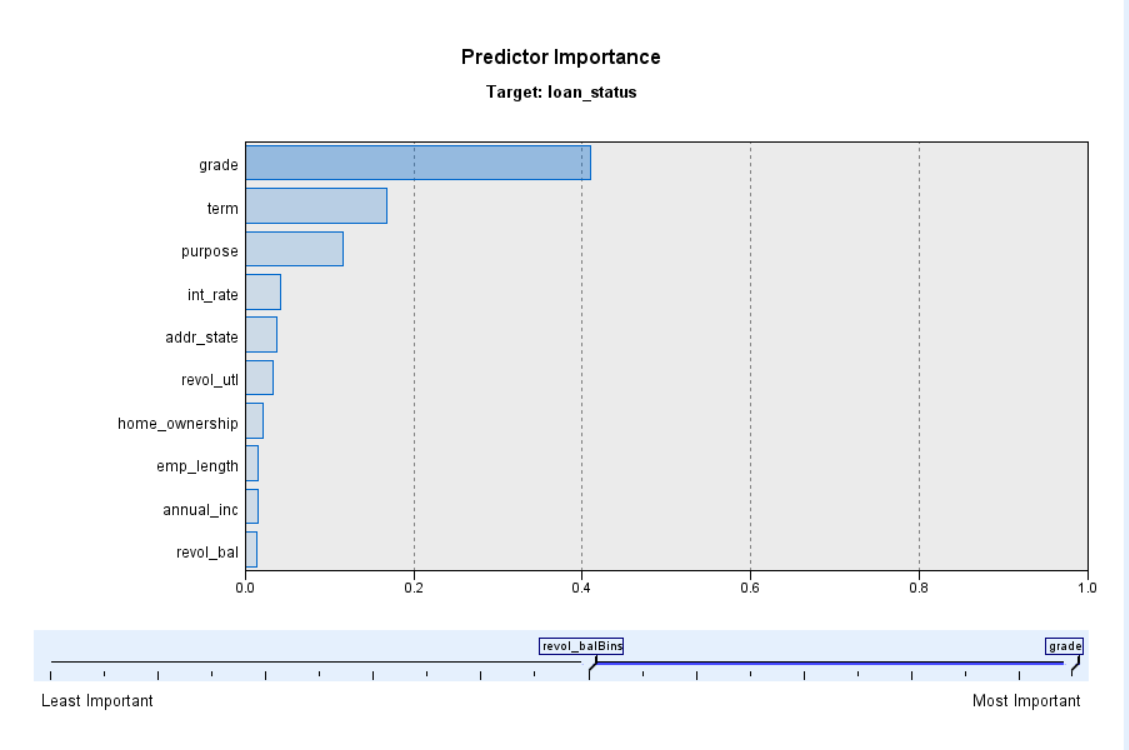 Predictor Importance
Target: loan_status
grade
term
purpose
int_rate
addr_state
revol_utl
home_ownership
emp_length
annual_inc
revol_bal
0.0 0.2 0.4 0.6 0.8 1.0
revol_balBins grade
Least Important Most Important